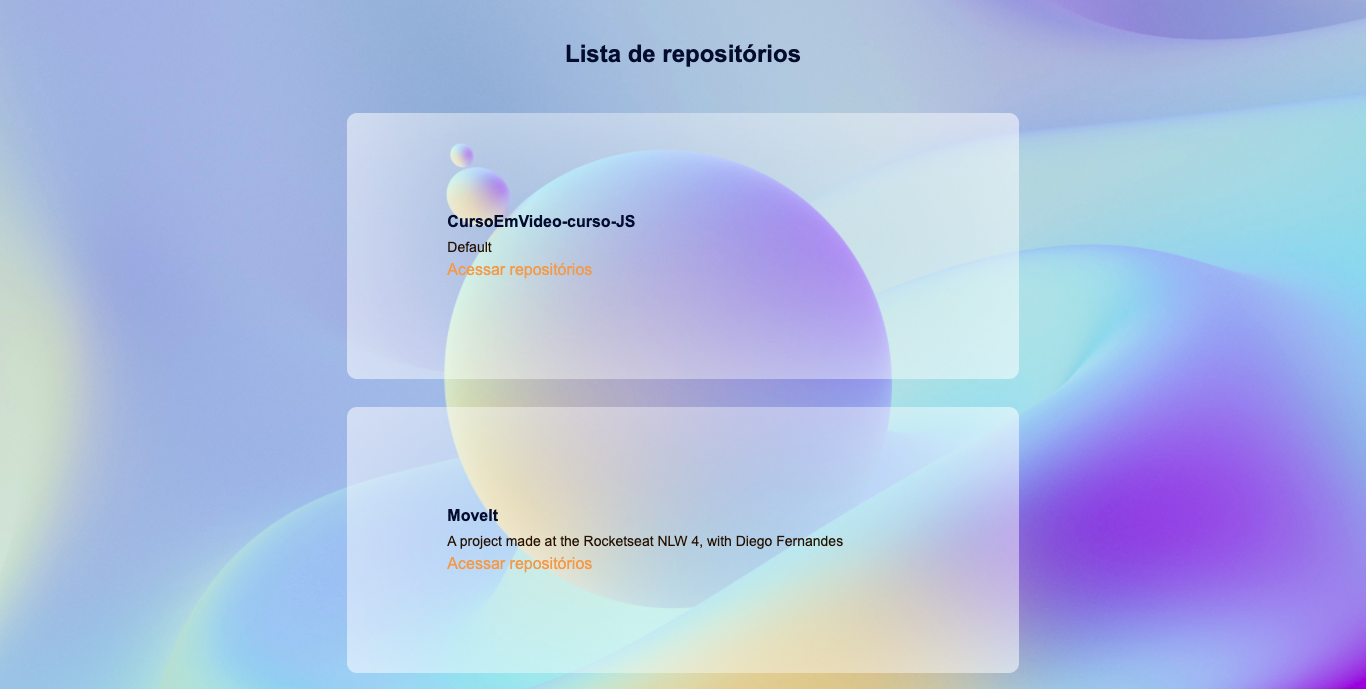 Lista de repositórios
CursoEmVideo-curso-JS
Default
Acessar repositórios
MoveIt
A project made at the Rocketseat NLW 4, with Diego Fernandes
Acessar repositórios